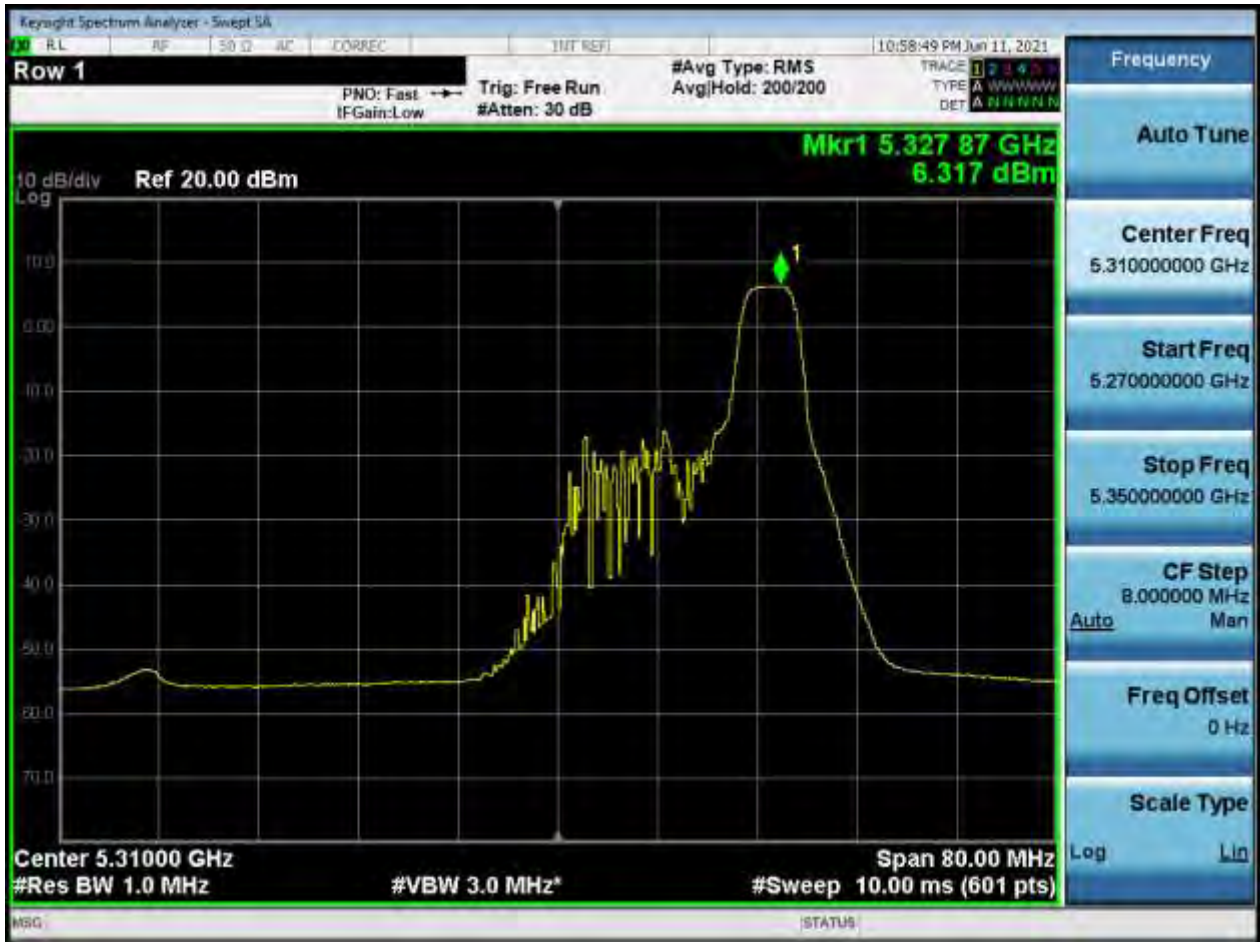 Keysight Spectrum Analyzer - Swept SA
RL RF 50 Ω AC CORREC INT REF 10:58:49 PM Jun 11, 2021
Row 1
PNO: Fast
IFGain:Low
Trig: Free Run
#Atten: 30 dB
#Avg Type: RMS
Avg|Hold: 200/200
TRACE 1 2 3 4 5 6
TYPE A WWWWW
DET A N N N N N
Mkr1 5.327 87 GHz
6.317 dBm
10 dB/div Ref 20.00 dBm
Log
10.0
0.00
-10.0
-20.0
-30.0
-40.0
-50.0
-60.0
-70.0
1
Center 5.31000 GHz
Span 80.00 MHz
#Res BW 1.0 MHz
#VBW 3.0 MHz*
#Sweep 10.00 ms (601 pts)
MSG
STATUS
Frequency
Auto Tune
Center Freq
5.310000000 GHz
Start Freq
5.270000000 GHz
Stop Freq
5.350000000 GHz
CF Step
8.000000 MHz
Auto Man
Freq Offset
0 Hz
Scale Type
Log Lin